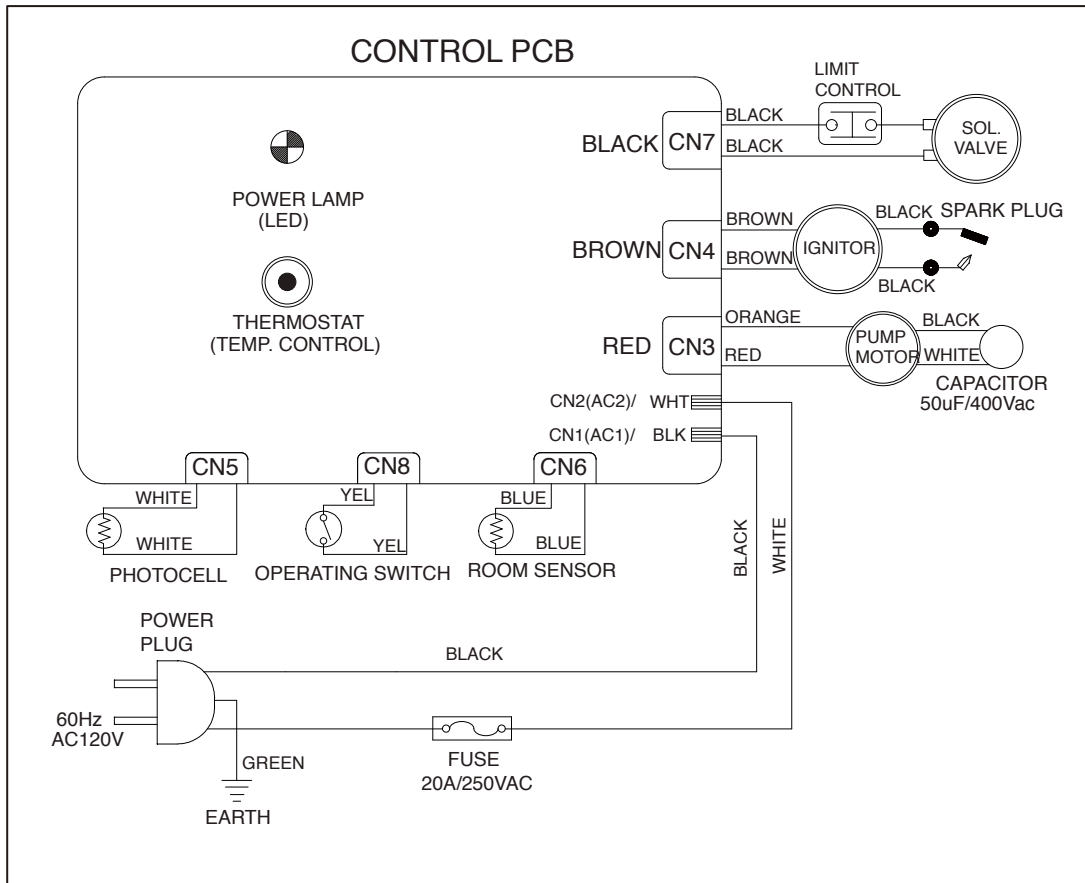 CONTROL PCB
LIMIT
CONTROL
BLACK
BLACK CN7
BLACK
SOL.
VALVE
POWER LAMP
(LED)
BROWN
BROWN CN4
BROWN
IGNITOR
BLACK
SPARK PLUG
BLACK
THERMOSTAT
(TEMP. CONTROL)
ORANGE
RED CN3
RED
PUMP
MOTOR
BLACK
WHITE
CAPACITOR
50uF/400Vac
CN2(AC2)/ WHT
CN1(AC1)/ BLK
CN5
CN8
CN6
WHITE
WHITE
PHOTOCELL
YEL
YEL
OPERATING SWITCH
BLUE
BLUE
ROOM SENSOR
BLACK
WHITE
POWER
PLUG
BLACK
60Hz
AC120V
GREEN
EARTH
FUSE
20A/250VAC